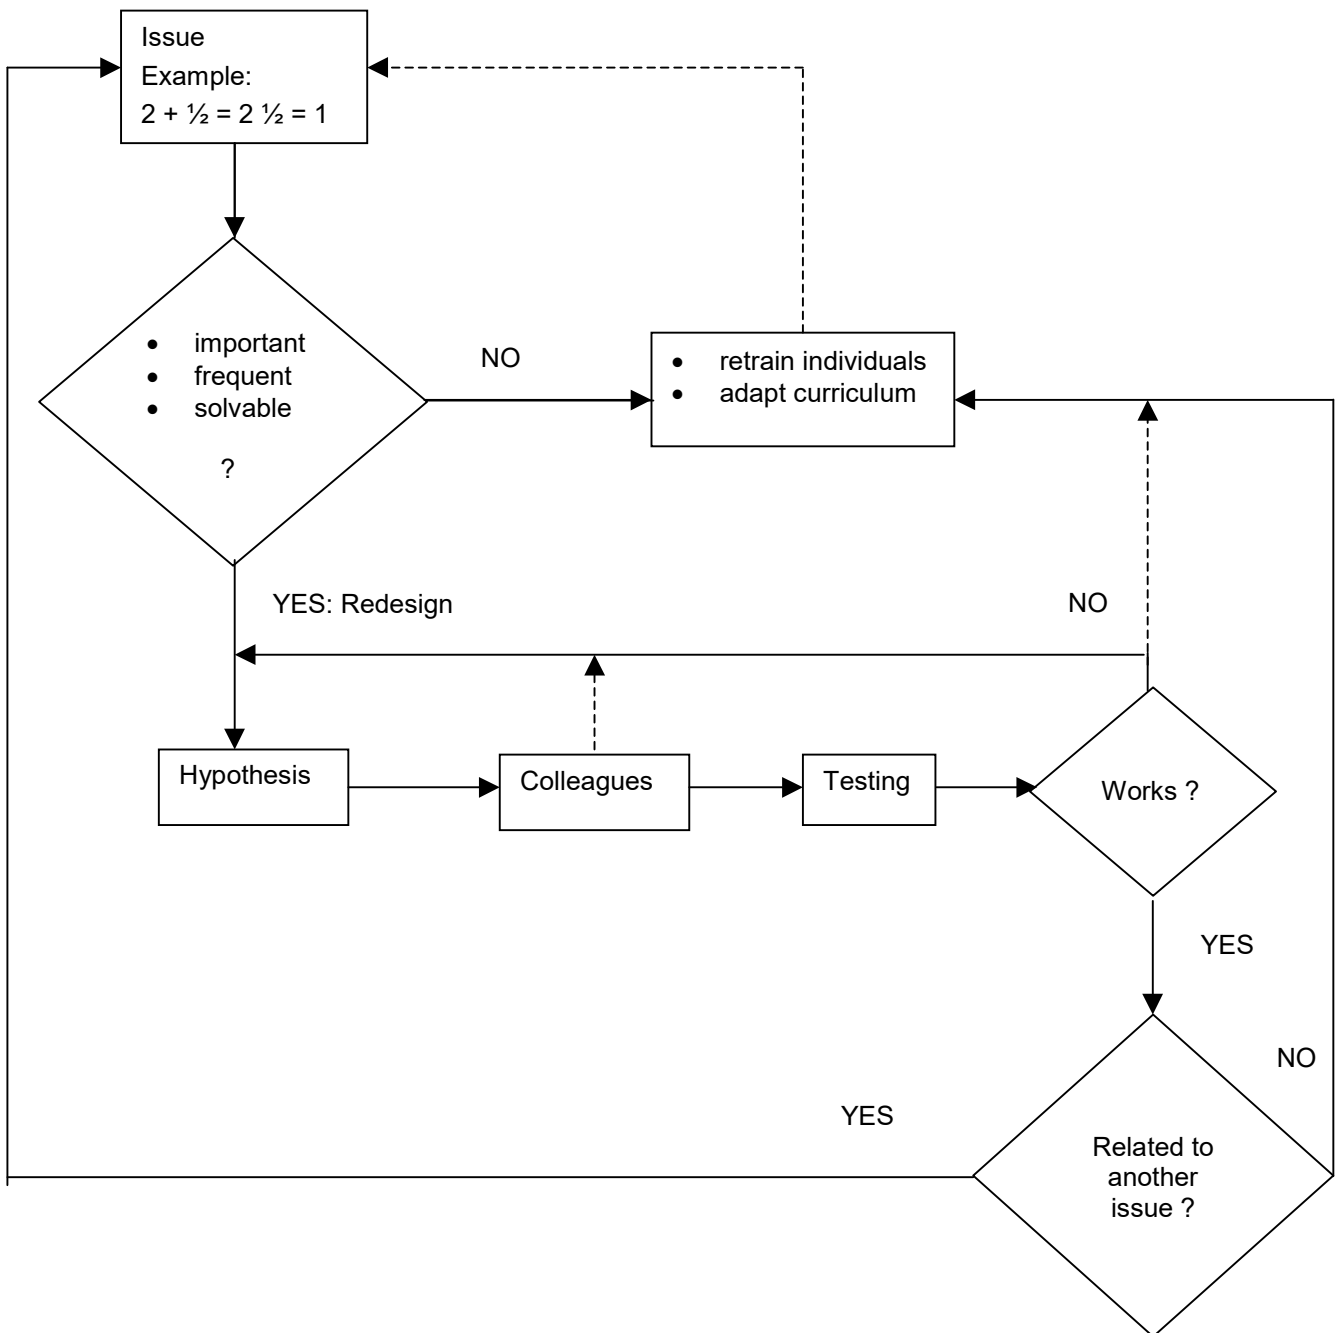 Issue
Example:
2 + ½ = 2 ½ = 1
• important
• frequent
• solvable
?
NO
• retrain individuals
• adapt curriculum
YES: Redesign
NO
Hypothesis
Colleagues
Testing
Works ?
YES
NO
YES
Related to
another
issue ?